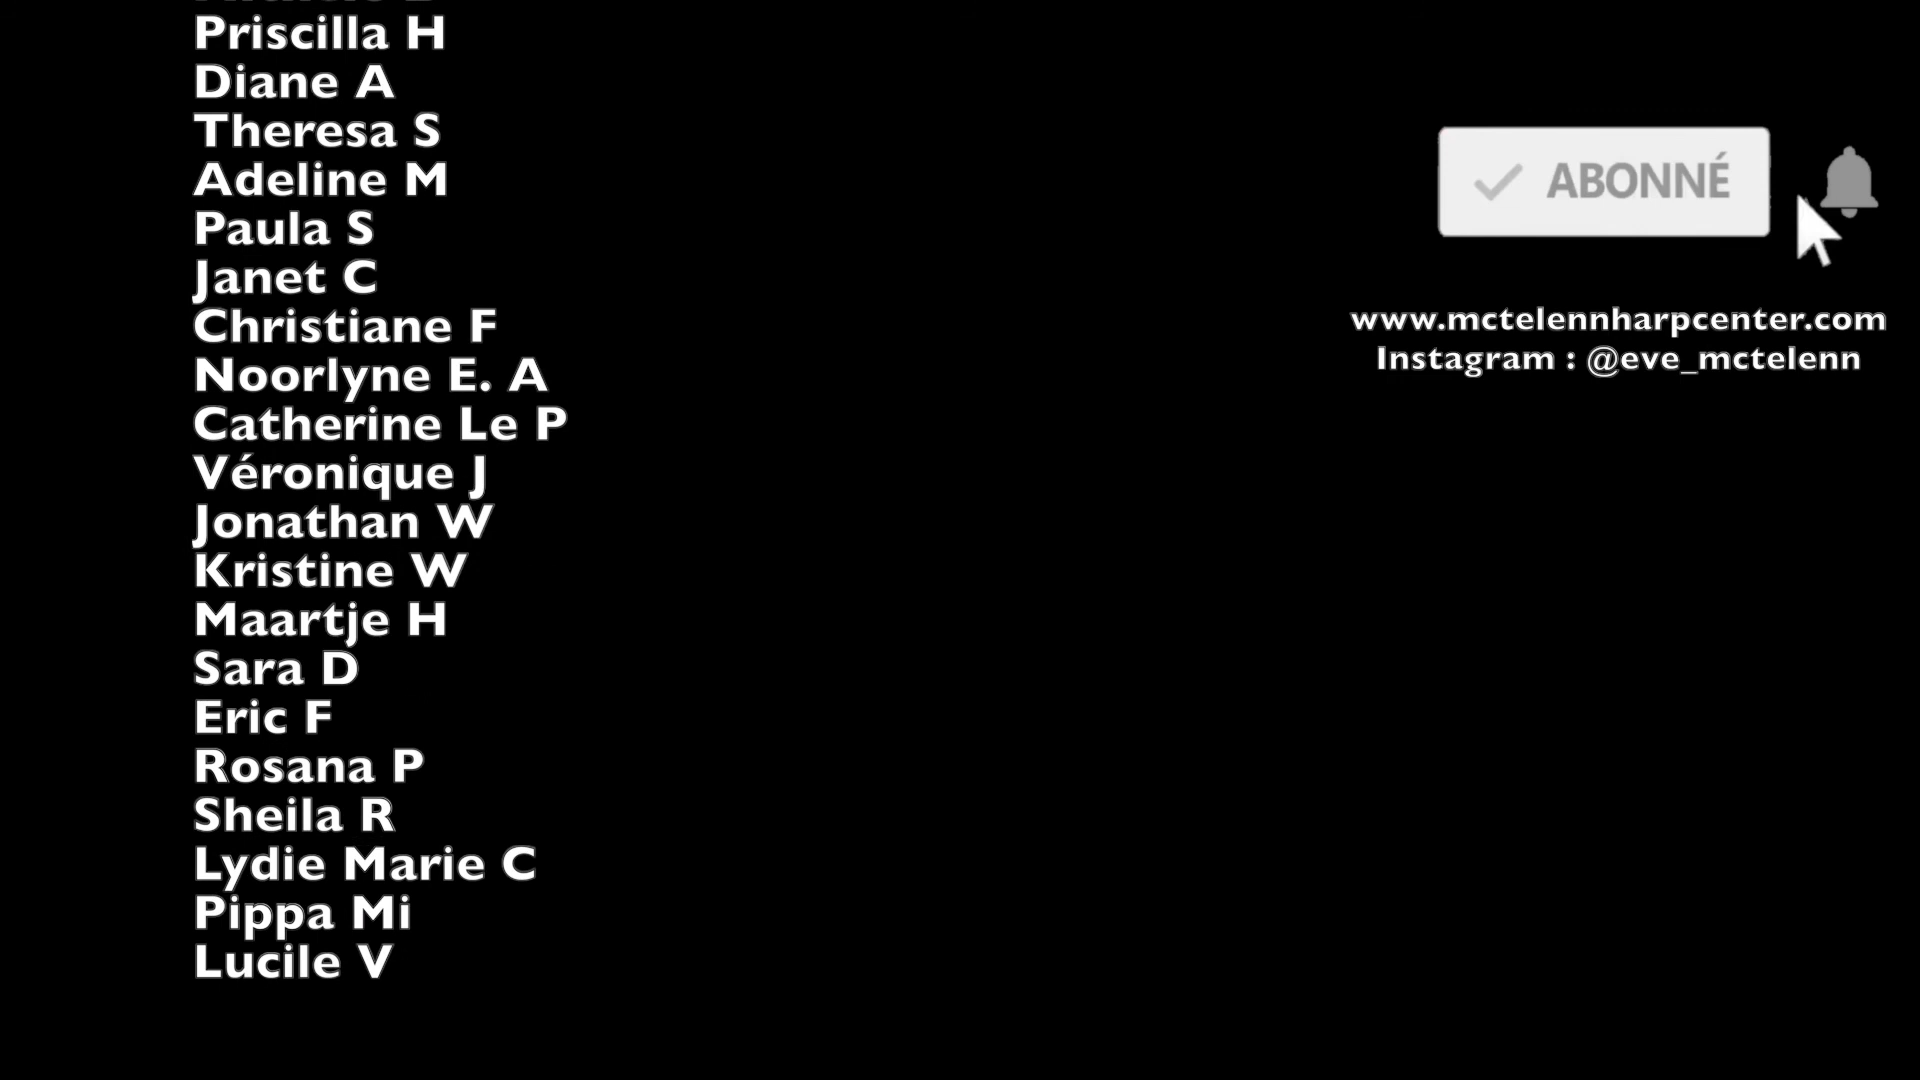 Priscilla H
Diane A
Theresa S
Adeline M
Paula S
Janet C
Christiane F
Noorlyne E. A
Catherine Le P
Véronique J
Jonathan W
Kristine W
Maartje H
Sara D
Eric F
Rosana P
Sheila R
Lydie Marie C
Pippa Mi
Lucile V
ABONNÉ
www.mctelennharpcenter.com
Instagram : @eve_mctelenn